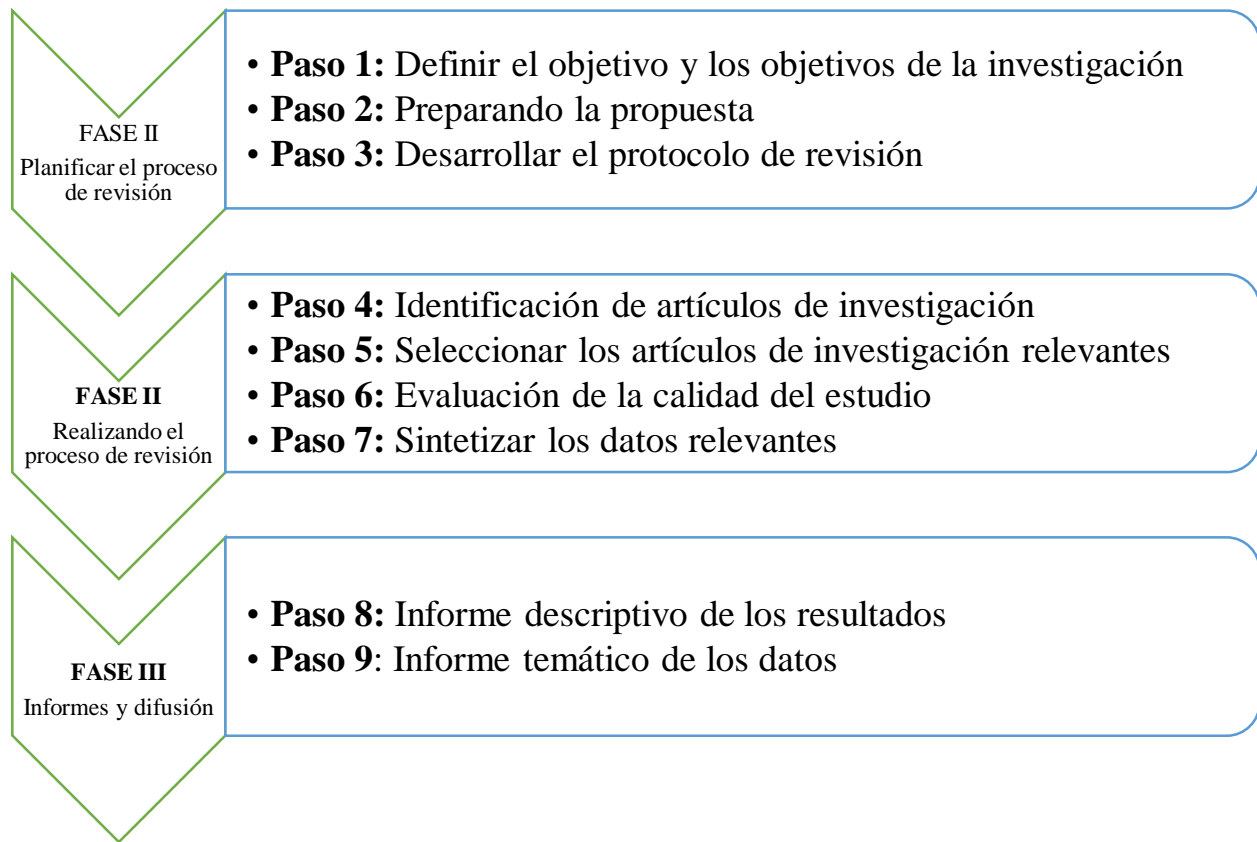 FASE II
Planificar el proceso
de revisión
• Paso 1: Definir el objetivo y los objetivos de la investigación
• Paso 2: Preparando la propuesta
• Paso 3: Desarrollar el protocolo de revisión
FASE II
Realizando el
proceso de revisión
• Paso 4: Identificación de artículos de investigación
• Paso 5: Seleccionar los artículos de investigación relevantes
• Paso 6: Evaluación de la calidad del estudio
• Paso 7: Sintetizar los datos relevantes
FASE III
Informes y difusión
• Paso 8: Informe descriptivo de los resultados
• Paso 9: Informe temático de los datos